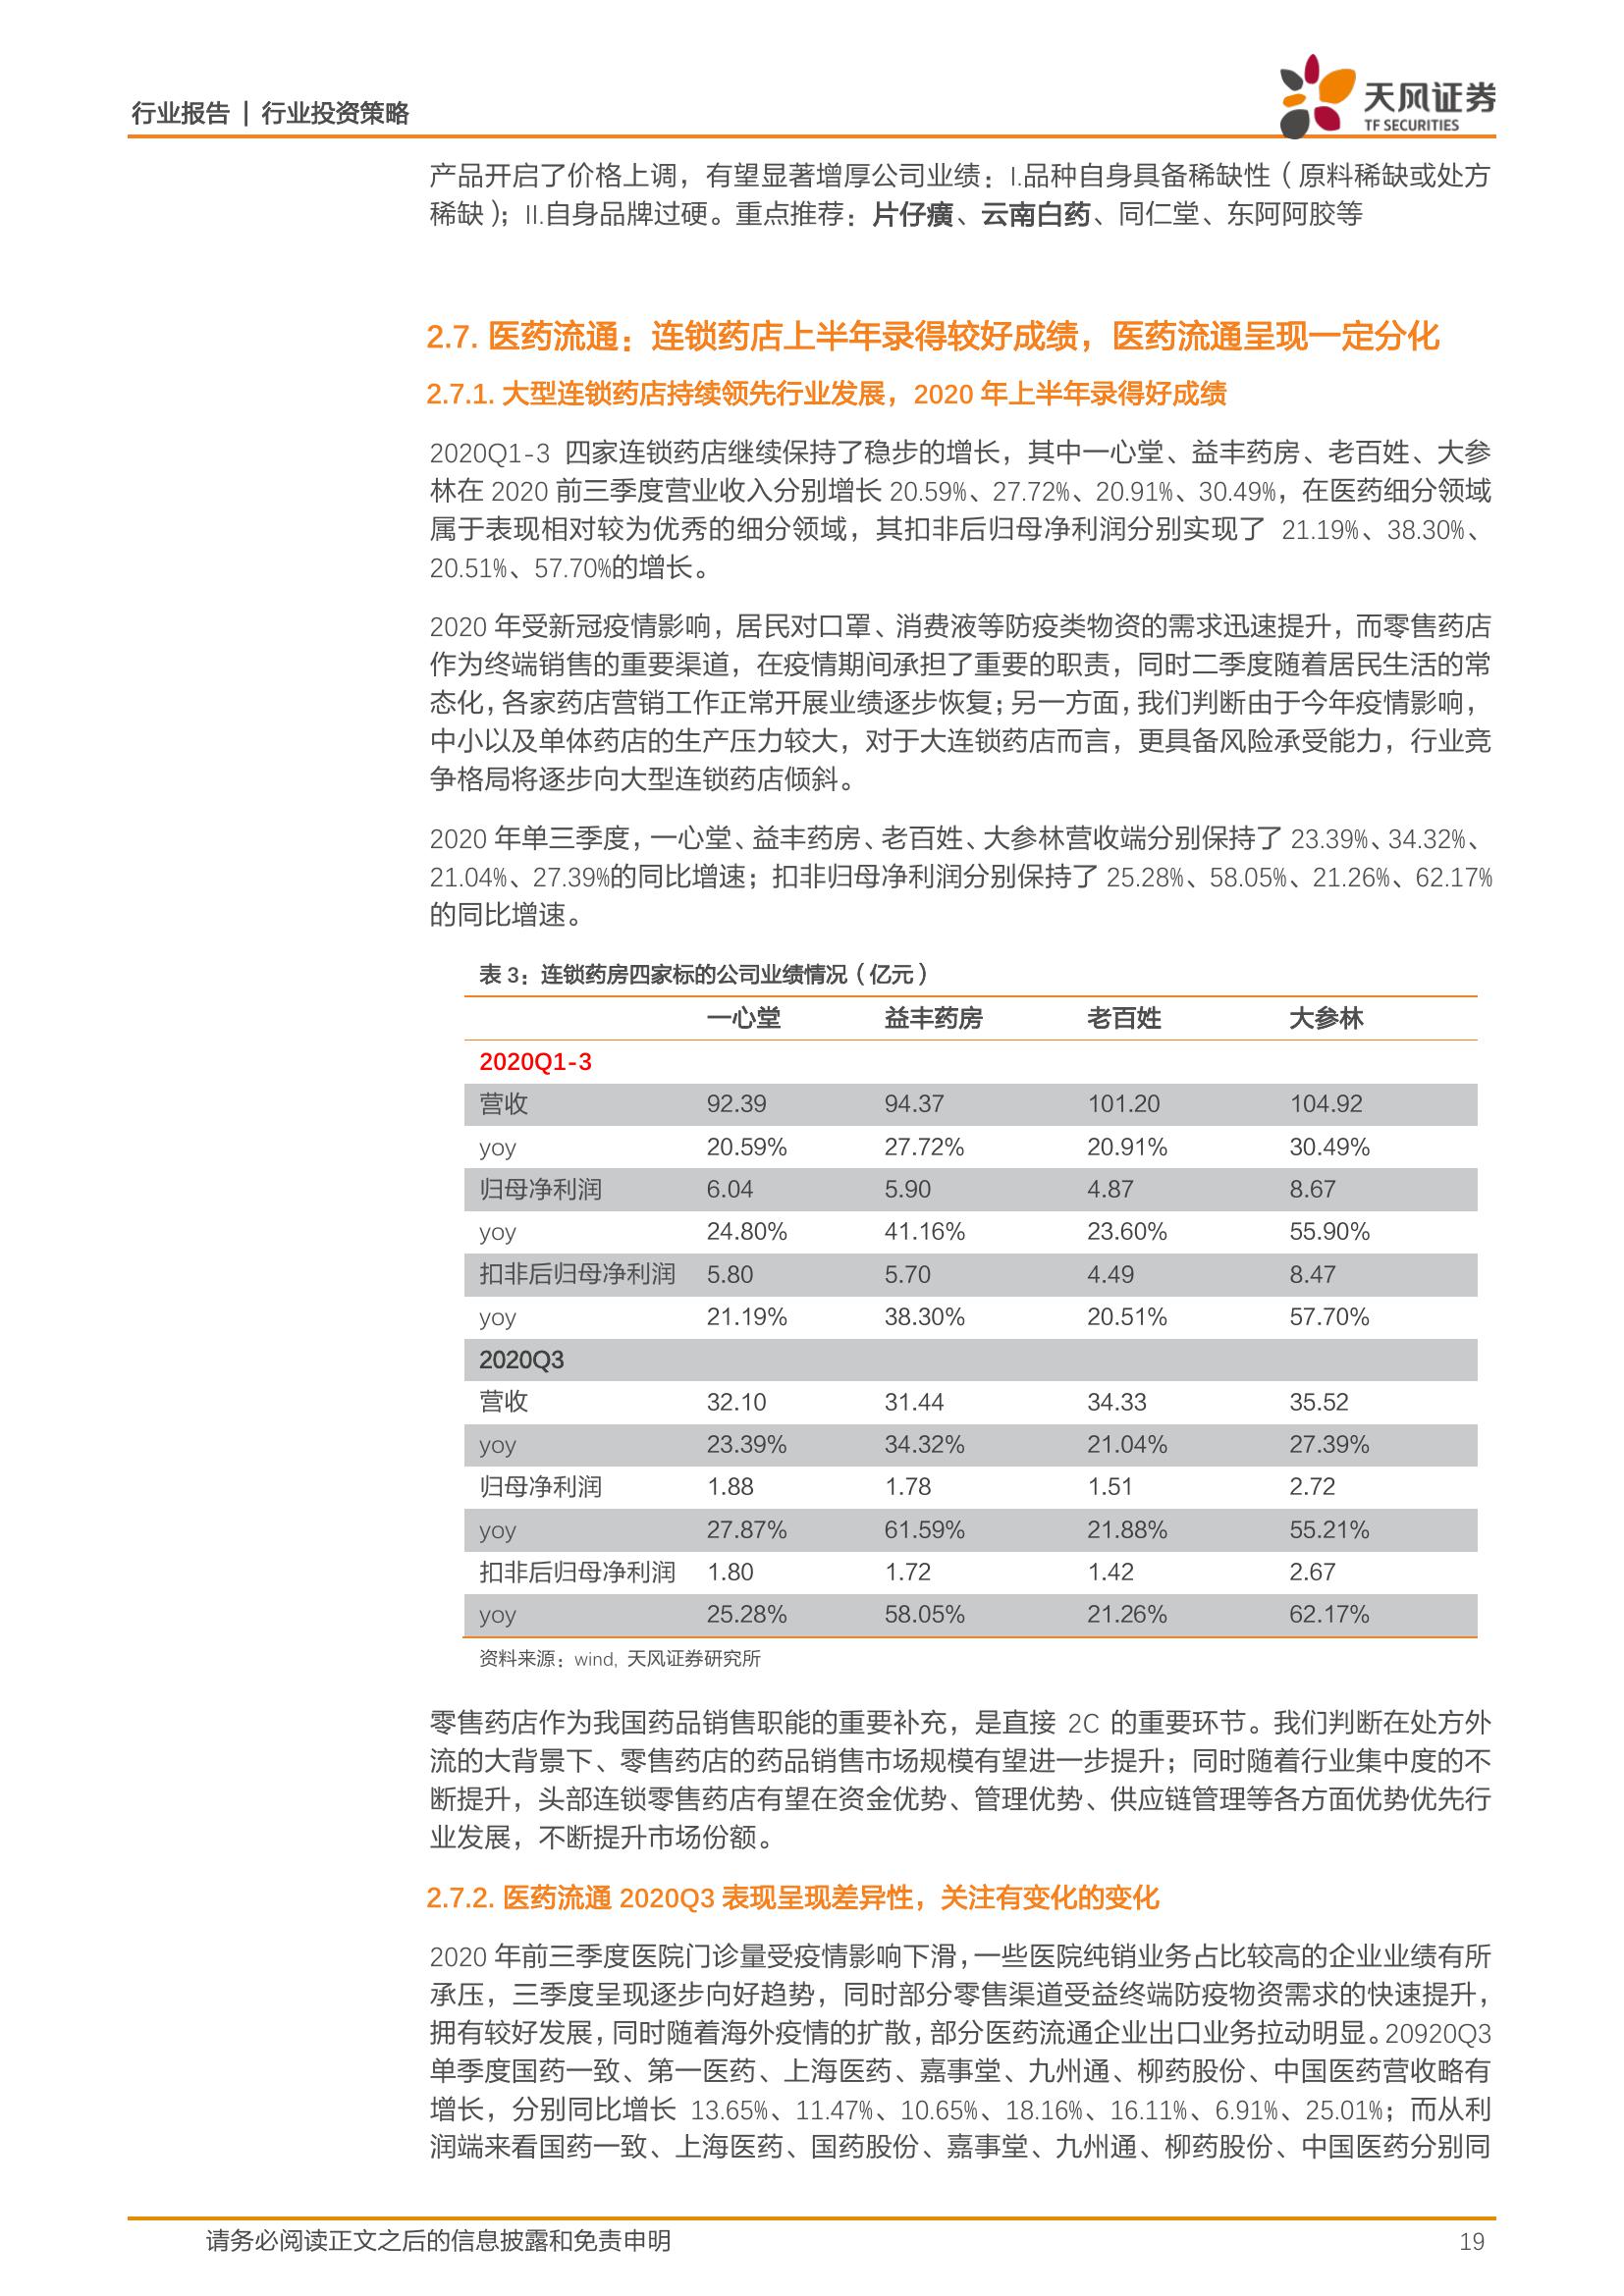 行业报告 | 行业投资策略
天风证券
TF SECURITIES
产品开启了价格上调，有望显著增厚公司业绩：I.品种自身具备稀缺性（原料稀缺或处方
稀缺）；II.自身品牌过硬。重点推荐：片仔癀、云南白药、同仁堂、东阿阿胶等
2.7. 医药流通：连锁药店上半年录得较好成绩，医药流通呈现一定分化
2.7.1. 大型连锁药店持续领先行业发展，2020 年上半年录得好成绩
2020Q1-3 四家连锁药店继续保持了稳步的增长，其中一心堂、益丰药房、老百姓、大参
林在 2020 前三季度营业收入分别增长 20.59%、27.72%、20.91%、30.49%，在医药细分领域
属于表现相对较为优秀的细分领域，其扣非后归母净利润分别实现了 21.19%、38.30%、
20.51%、57.70%的增长。
2020 年受新冠疫情影响，居民对口罩、消费液等防疫类物资的需求迅速提升，而零售药店
作为终端销售的重要渠道，在疫情期间承担了重要的职责，同时二季度随着居民生活的常
态化，各家药店营销工作正常开展业绩逐步恢复；另一方面，我们判断由于今年疫情影响，
中小以及单体药店的生产压力较大，对于大连锁药店而言，更具备风险承受能力，行业竞
争格局将逐步向大型连锁药店倾斜。
2020 年单三季度，一心堂、益丰药房、老百姓、大参林营收端分别保持了 23.39%、34.32%、
21.04%、27.39%的同比增速；扣非归母净利润分别保持了 25.28%、58.05%、21.26%、62.17%
的同比增速。
表 3：连锁药房四家标的公司业绩情况（亿元）
一心堂 益丰药房 老百姓 大参林
2020Q1-3
营收 92.39 94.37 101.20 104.92
yoy 20.59% 27.72% 20.91% 30.49%
归母净利润 6.04 5.90 4.87 8.67
yoy 24.80% 41.16% 23.60% 55.90%
扣非后归母净利润 5.80 5.70 4.49 8.47
yoy 21.19% 38.30% 20.51% 57.70%
2020Q3
营收 32.10 31.44 34.33 35.52
yoy 23.39% 34.32% 21.04% 27.39%
归母净利润 1.88 1.78 1.51 2.72
yoy 27.87% 61.59% 21.88% 55.21%
扣非后归母净利润 1.80 1.72 1.42 2.67
yoy 25.28% 58.05% 21.26% 62.17%
资料来源：wind, 天风证券研究所
零售药店作为我国药品销售职能的重要补充，是直接 2C 的重要环节。我们判断在处方外
流的大背景下、零售药店的药品销售市场规模有望进一步提升；同时随着行业集中度的不
断提升，头部连锁零售药店有望在资金优势、管理优势、供应链管理等各方面优势优先行
业发展，不断提升市场份额。
2.7.2. 医药流通 2020Q3 表现呈现差异性，关注有变化的变化
2020 年前三季度医院门诊量受疫情影响下滑，一些医院纯销业务占比较高的企业业绩有所
承压，三季度呈现逐步向好趋势，同时部分零售渠道受益终端防疫物资需求的快速提升，
拥有较好发展，同时随着海外疫情的扩散，部分医药流通企业出口业务拉动明显。20920Q3
单季度国药一致、第一医药、上海医药、嘉事堂、九州通、柳药股份、中国医药营收略有
增长，分别同比增长 13.65%、11.47%、10.65%、18.16%、16.11%、6.91%、25.01%；而从利
润端来看国药一致、上海医药、国药股份、嘉事堂、九州通、柳药股份、中国医药分别同
请务必阅读正文之后的信息披露和免责申明
19